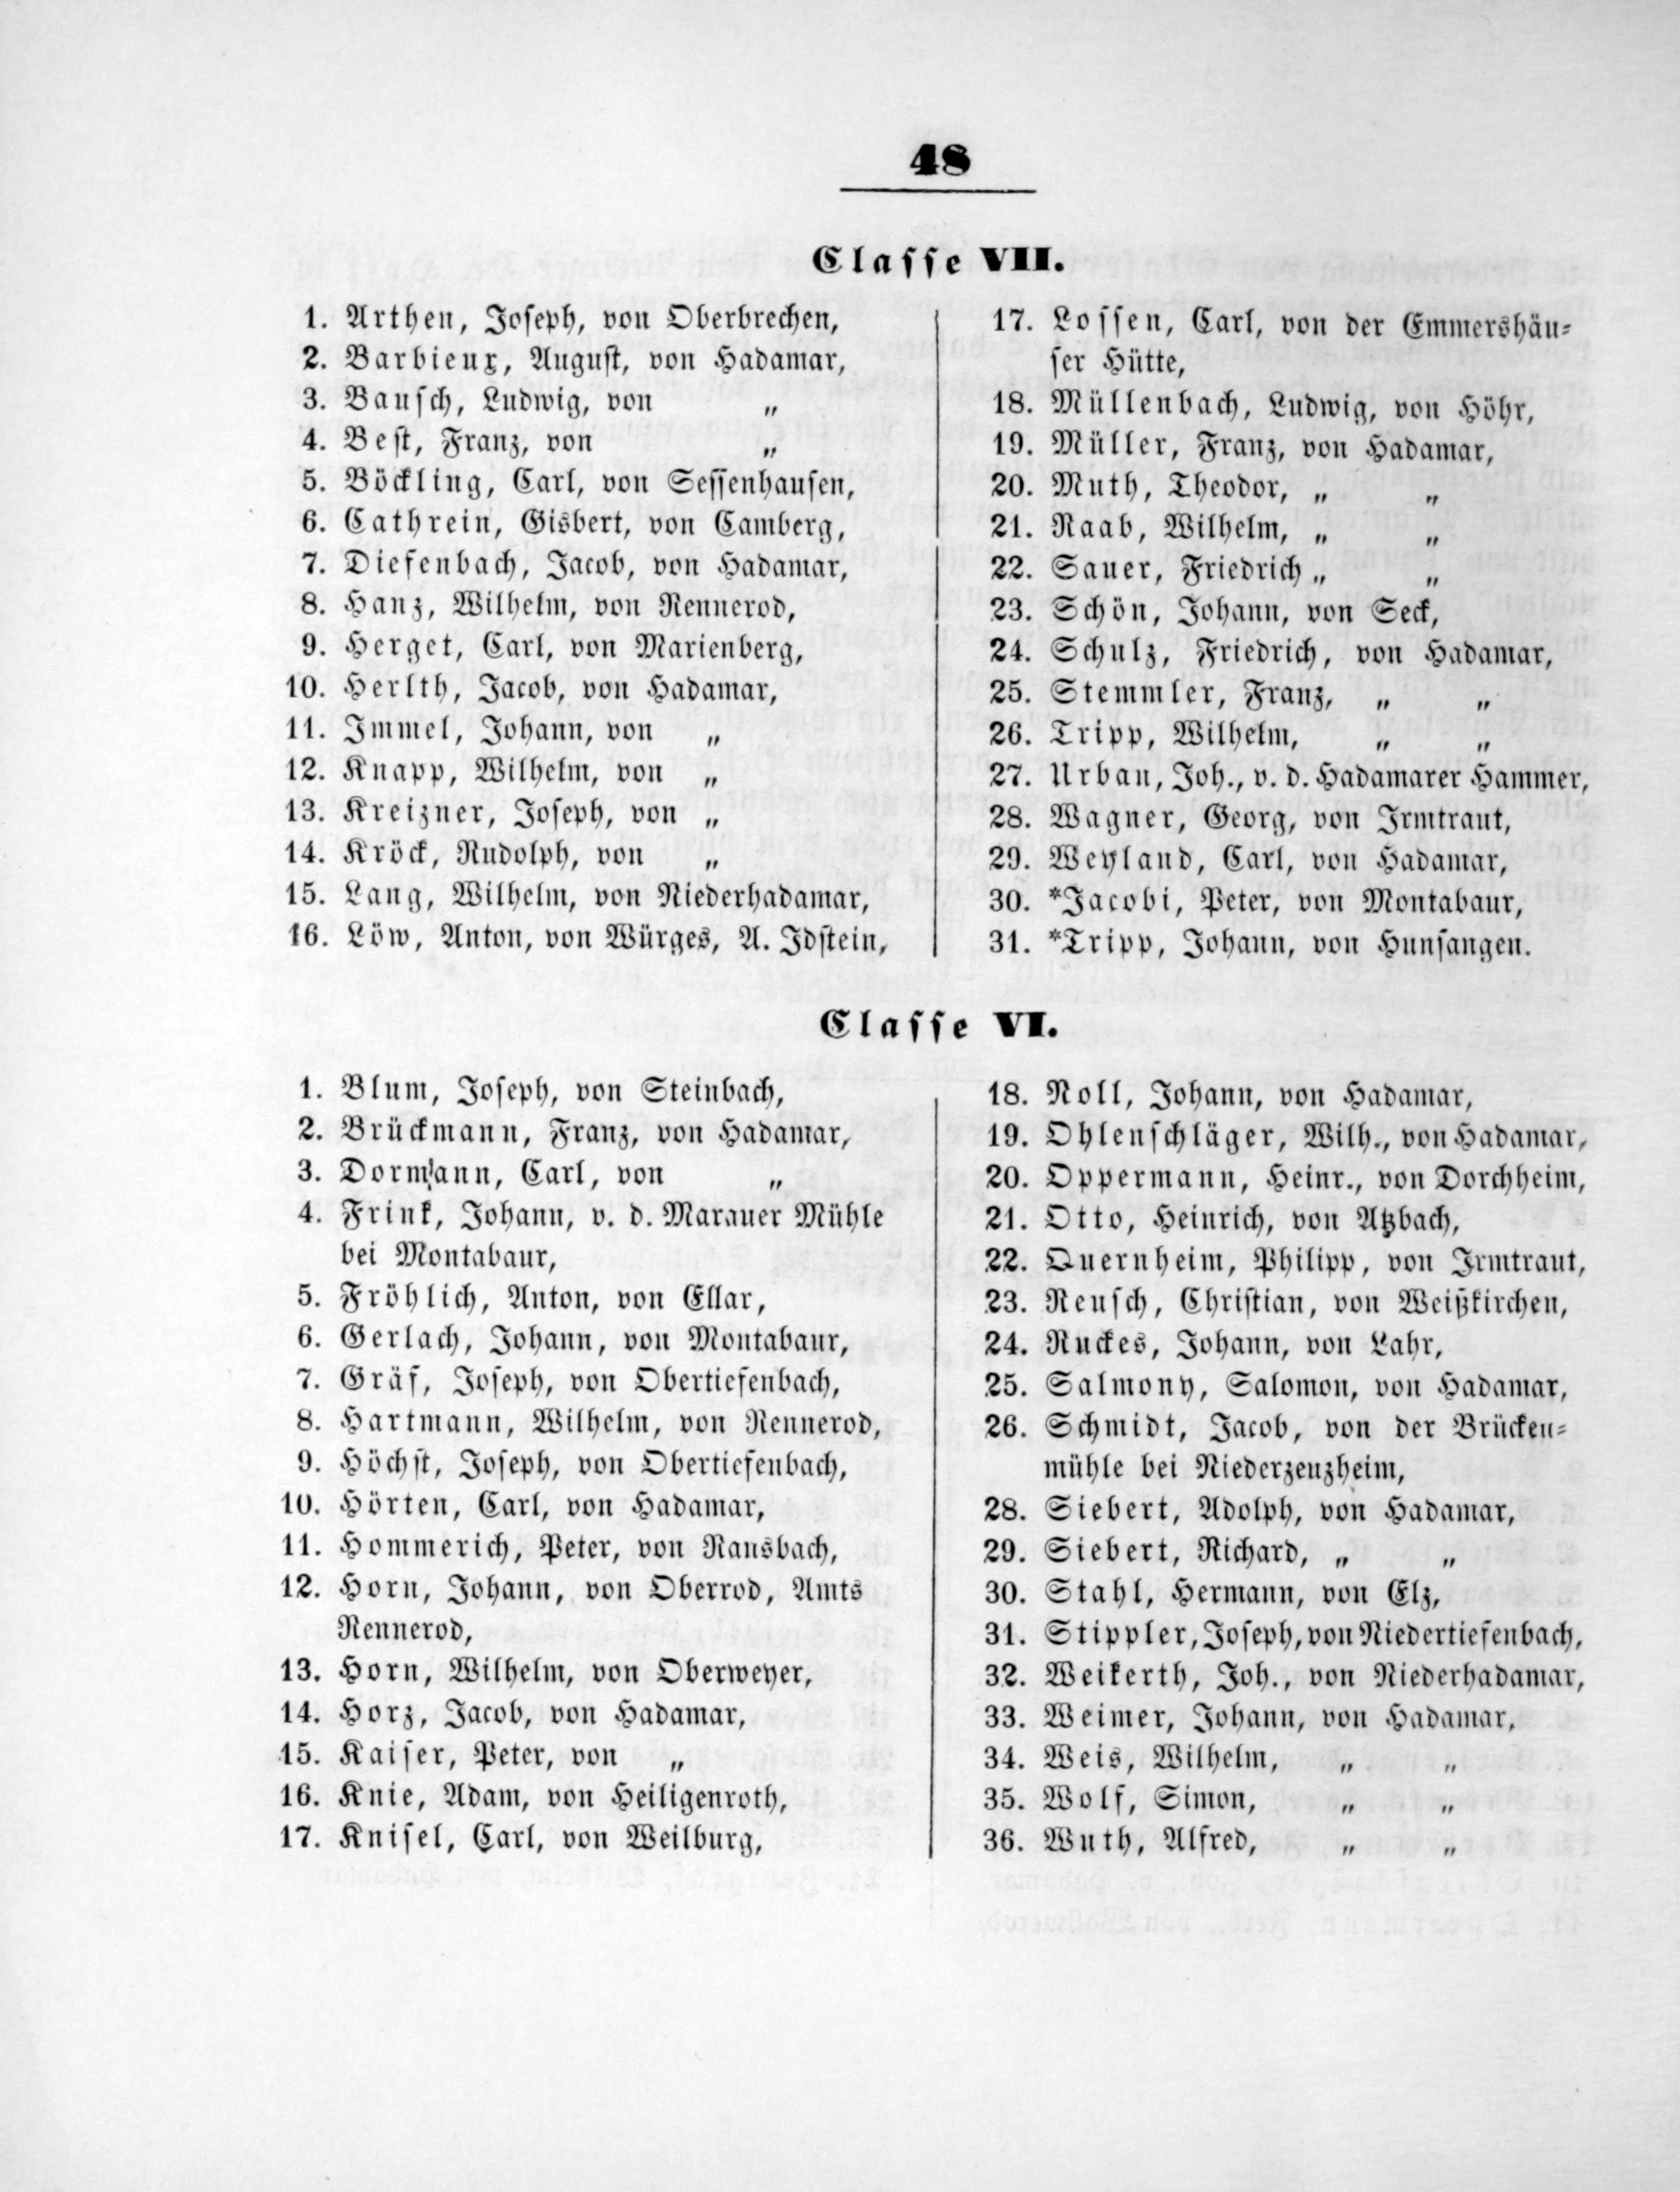 48
Classe VII.
1. Arthen, Joseph, von Oberbrechen,
2. Barbieux, August, von Hadamar,
3. Bausch, Ludwig, von „
4. Best, Franz, von „
5. Böckling, Carl, von Sessenhausen,
6. Cathrein, Gisbert, von Camberg,
7. Diefenbach, Jacob, von Hadamar,
8. Hanz, Wilhelm, von Rennerod,
9. Herget, Carl, von Marienberg,
10. Herlth, Jacob, von Hadamar,
11. Immel, Johann, von „
12. Knapp, Wilhelm, von „
13. Kreizner, Joseph, von „
14. Kröck, Rudolph, von „
15. Lang, Wilhelm, von Niederhadamar,
16. Löw, Anton, von Würges, A. Idstein,
17. Lossen, Carl, von der Emmershäu-
ser Hütte,
18. Müllenbach, Ludwig, von Höhr,
19. Müller, Franz, von Hadamar,
20. Muth, Theodor, „ „
21. Raab, Wilhelm, „ „
22. Sauer, Friedrich „ „
23. Schön, Johann, von Seck,
24. Schulz, Friedrich, von Hadamar,
25. Stemmler, Franz, „ „
26. Tripp, Wilhelm, „ „
27. Urban, Joh., v. d. Hadamarer Hammer,
28. Wagner, Georg, von Irmtraut,
29. Weyland, Carl, von Hadamar,
30. *Jacobi, Peter, von Montabaur,
31. *Tripp, Johann, von Hunsangen.
Classe VI.
1. Blum, Joseph, von Steinbach,
2. Brückmann, Franz, von Hadamar,
3. Dormann, Carl, von „
4. Frink, Johann, v. d. Marauer Mühle
bei Montabaur,
5. Fröhlich, Anton, von Ellar,
6. Gerlach, Johann, von Montabaur,
7. Gräf, Joseph, von Obertiefenbach,
8. Hartmann, Wilhelm, von Rennerod,
9. Höchst, Joseph, von Obertiefenbach,
10. Hörten, Carl, von Hadamar,
11. Hommerich, Peter, von Ransbach,
12. Horn, Johann, von Oberrod, Amts
Rennerod,
13. Horn, Wilhelm, von Oberweyer,
14. Horz, Jacob, von Hadamar,
15. Kaiser, Peter, von „
16. Knie, Adam, von Heiligenroth,
17. Knisel, Carl, von Weilburg,
18. Noll, Johann, von Hadamar,
19. Ohlenschläger, Wilh., von Hadamar,
20. Oppermann, Heinr., von Dorchheim,
21. Otto, Heinrich, von Atzbach,
22. Quernheim, Philipp, von Irmtraut,
23. Reusch, Christian, von Weißkirchen,
24. Ruckes, Johann, von Lahr,
25. Salmony, Salomon, von Hadamar,
26. Schmidt, Jacob, von der Brücken-
mühle bei Niederzeuzheim,
28. Siebert, Adolph, von Hadamar,
29. Siebert, Richard, „ „
30. Stahl, Hermann, von Elz,
31. Stippler, Joseph, von Niedertiefenbach,
32. Weikerth, Joh., von Niederhadamar,
33. Weimer, Johann, von Hadamar,
34. Weis, Wilhelm, „ „
35. Wolf, Simon, „ „
36. Wuth, Alfred, „ „